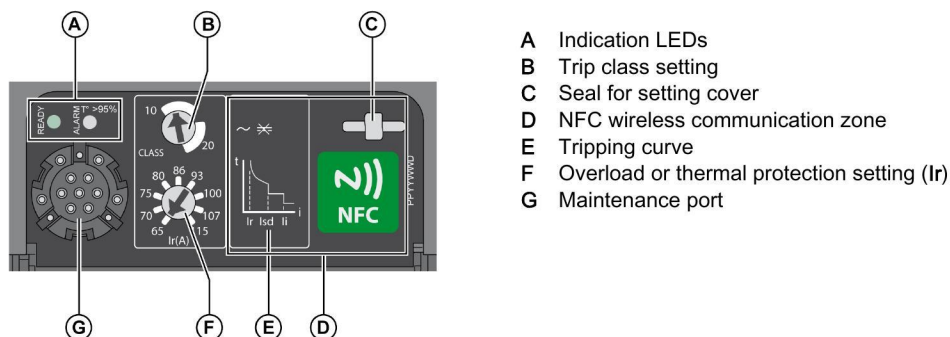 A B C
READY
ALARM
T° >95%
10
20
CLASS
~
80 86 93
75 100
70 107
65 15
Ir(A)
t
i
Ir Isd Ii
NFC
PPYYWWD
G F E D
A Indication LEDs
B Trip class setting
C Seal for setting cover
D NFC wireless communication zone
E Tripping curve
F Overload or thermal protection setting (Ir)
G Maintenance port